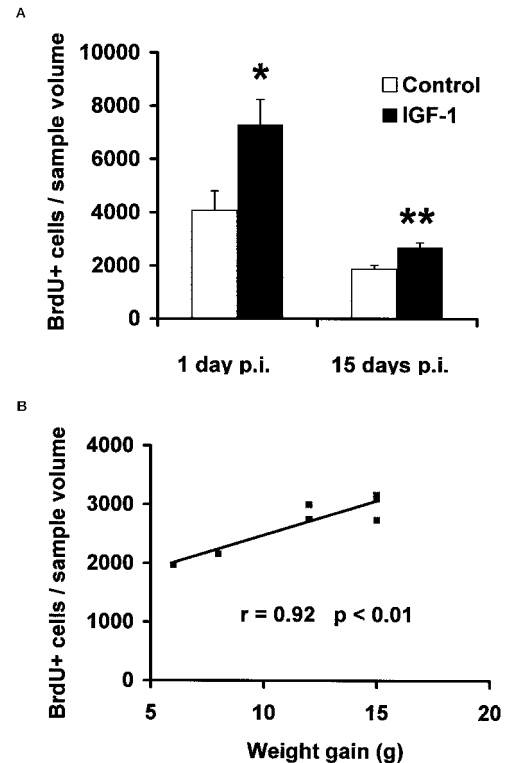 A
BrdU+ cells / sample volume
10000
8000
6000
4000
2000
0
*
**
Control
IGF-1
1 day p.i.
15 days p.i.
B
BrdU+ cells / sample volume
4000
3000
2000
1000
0
r = 0.92 p < 0.01
5
10
15
20
Weight gain (g)